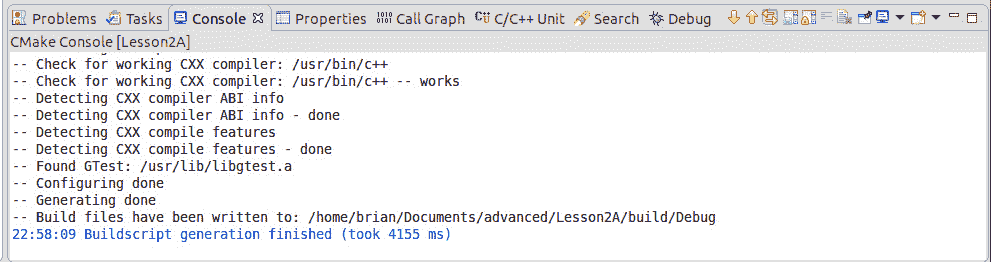 Problems Tasks Console Properties Call Graph C/C++ Unit Search Debug
CMake Console [Lesson2A]
-- Check for working CXX compiler: /usr/bin/c++
-- Check for working CXX compiler: /usr/bin/c++ -- works
-- Detecting CXX compiler ABI info
-- Detecting CXX compiler ABI info - done
-- Detecting CXX compile features
-- Detecting CXX compile features - done
-- Found GTest: /usr/lib/libgtest.a
-- Configuring done
-- Generating done
-- Build files have been written to: /home/brian/Documents/advanced/Lesson2A/build/Debug
22:58:09 Buildscript generation finished (took 4155 ms)